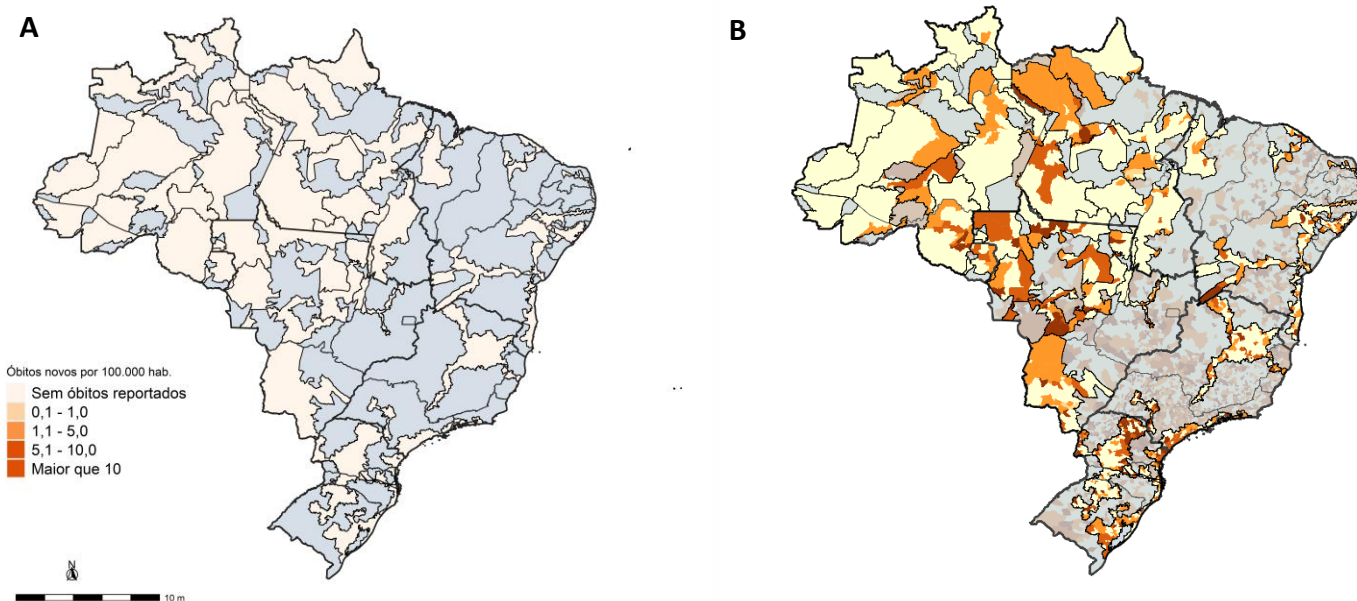 A
B
Óbitos novos por 100.000 hab.
Sem óbitos reportados
0,1 - 1,0
1,1 - 5,0
5,1 - 10,0
Maior que 10
N
10 m